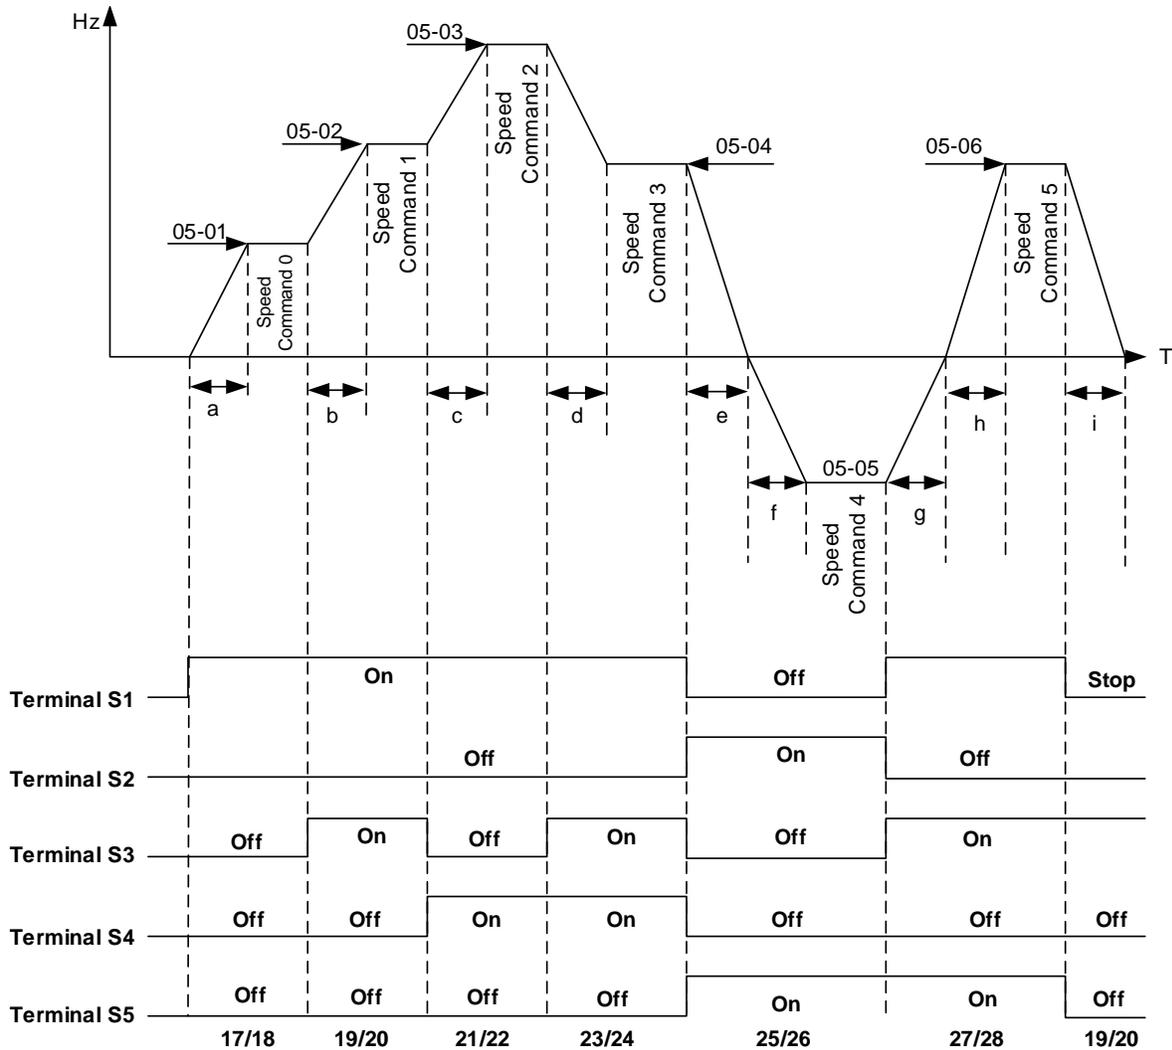 Hz
05-03
05-02
05-04
05-06
05-01
Speed
Command 0
Speed
Command 1
Speed
Command 2
Speed
Command 3
Speed
Command 5
T
a
b
c
d
e
h
i
05-05
f
g
Speed
Command 4
Terminal S1
On
Off
Stop
Terminal S2
Off
On
Off
Terminal S3
Off
On
Off
On
Off
On
Terminal S4
Off
Off
On
On
Off
Off
Off
Terminal S5
Off
Off
Off
Off
On
On
Off
17/18
19/20
21/22
23/24
25/26
27/28
19/20